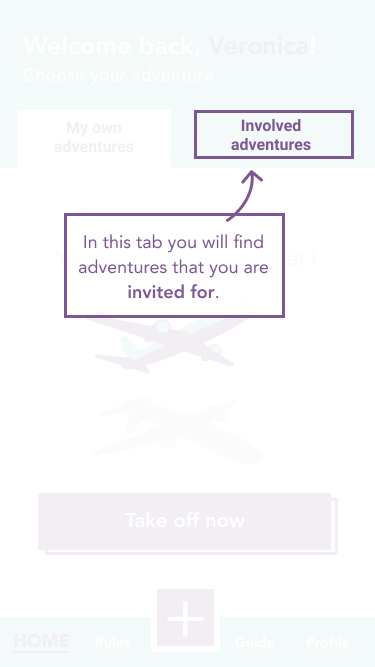 Welcome back, Veronica!
Choose your adventure
My own
adventures
Involved
adventures
In this tab you will find
adventures that you are
invited for.
Take off now
HOME
Rules
Guide
Profile